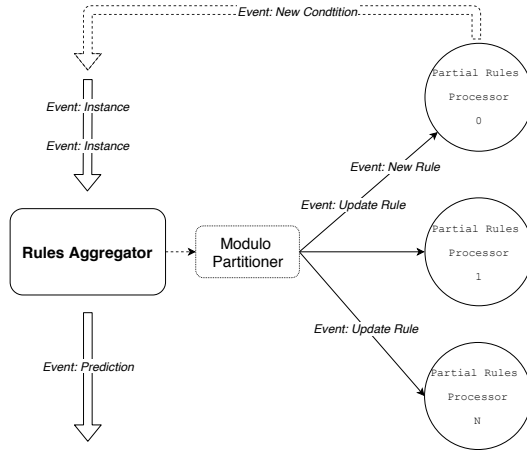 Event: New Condtition
Partial Rules
Processor
0
Event: Instance
Event: Instance
Event: New Rule
Event: Update Rule
Rules Aggregator
Modulo
Partitioner
Partial Rules
Processor
1
Event: Update Rule
Event: Prediction
Partial Rules
Processor
N